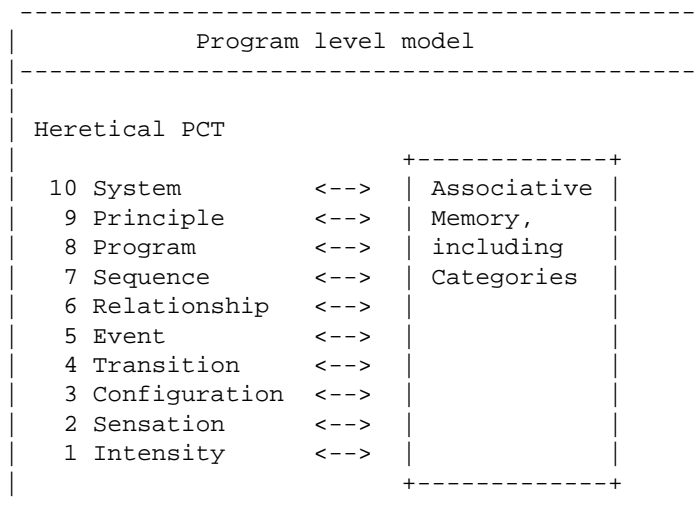 Program level model
Heretical PCT
10 System <--> | Associative |
9 Principle <--> | Memory, |
8 Program <--> | including |
7 Sequence <--> | Categories |
6 Relationship <--> | |
5 Event <--> | |
4 Transition <--> | |
3 Configuration <--> | |
2 Sensation <--> | |
1 Intensity <--> | |